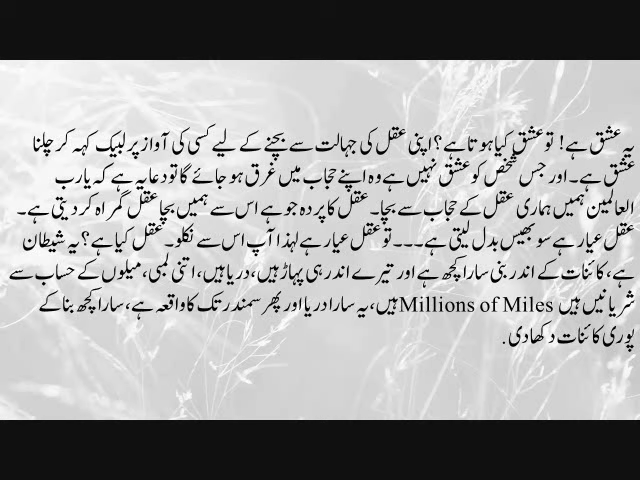 یہ عشق ہے! تو عشق کیا ہوتا ہے؟ اپنی عقل کی جہالت سے بچنے کے لیے کسی کی آواز پر لبیک کہہ کر چلنا
عشق ہے۔ اور جس شخص کو عشق نہیں ہے وہ اپنے حجاب میں غرق ہو جائے گا تو دعا یہ ہے کہ یا رب
العالمین ہمیں ہماری عقل کے حجاب سے بچا۔ عقل کا پردہ جو ہے اس سے ہمیں بچا عقل گمراہ کر دیتی ہے۔
عقل عیار ہے سو بھیس بدل لیتی ہے۔۔۔ تو عقل عیار ہے لہذا آپ اس سے نکلو۔ عقل کیا ہے؟ یہ شیطان
ہے، کائنات کے اندر بنی سارا کچھ ہے اور تیرے اندر ہی پہاڑ ہیں، دریا ہیں، اتنی لمبی، میلوں کے حساب سے
شریانیں ہیں Millions of Miles ہیں، یہ سارا دریا اور پھر سمندر تک کا واقعہ ہے، سارا کچھ بنا کے
پوری کائنات دکھا دی.